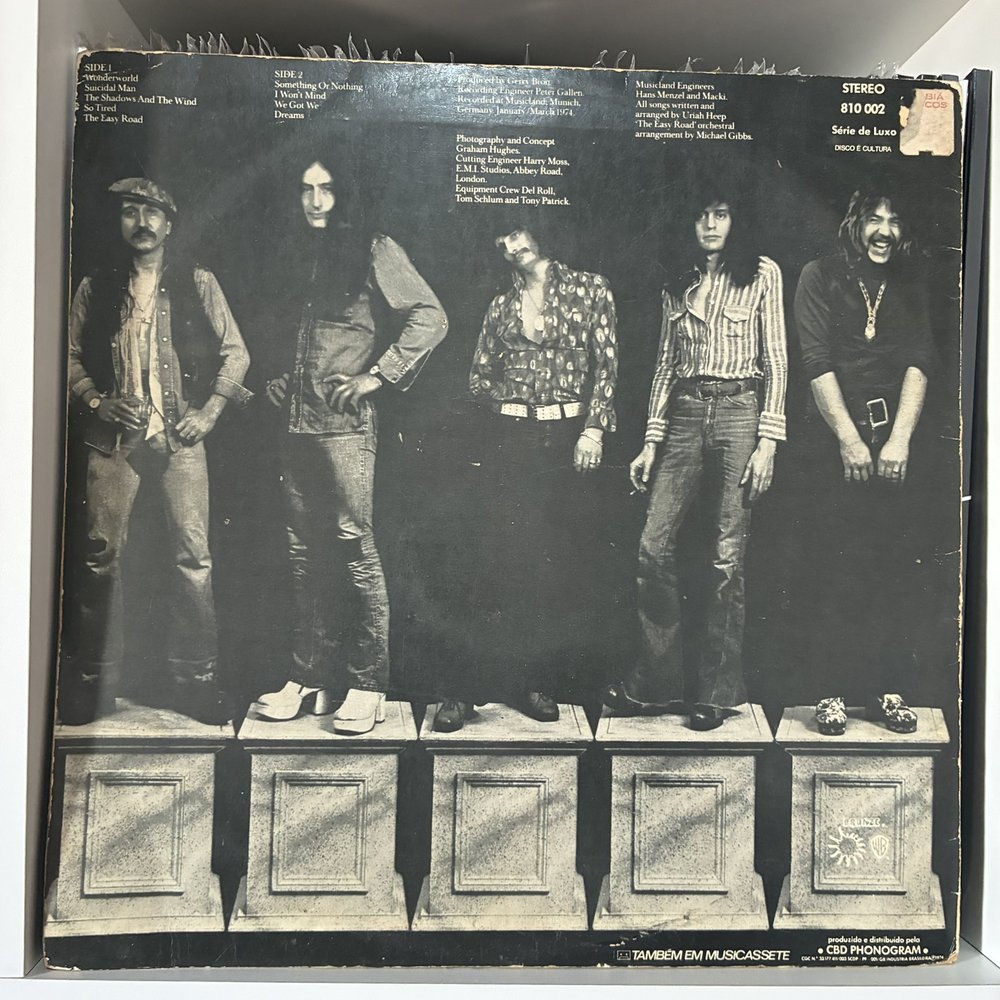 SIDE 1
Wonderworld
Suicidal Man
The Shadows And The Wind
So Tired
The Easy Road
SIDE 2
Something Or Nothing
I Won't Mind
We Got We
Dreams
Produced by Gerry Bron.
Recording Engineer Peter Gallen.
Recorded at Musicland, Munich,
Germany. January/March 1974.
Photography and Concept
Graham Hughes.
Cutting Engineer Harry Moss,
E.M.I. Studios, Abbey Road,
London.
Equipment Crew Del Roll,
Tom Schlum and Tony Patrick.
Musicland Engineers
Hans Menzel and Macki.
All songs written and
arranged by Uriah Heep
'The Easy Road' orchestral
arrangement by Michael Gibbs.
STEREO
810 002
Série de Luxo
DISCO É CULTURA
BIA
COS
BRONZE
WB
TAMBÉM EM MUSICASSETE
produzido e distribuido pela
• CBD PHONOGRAM •